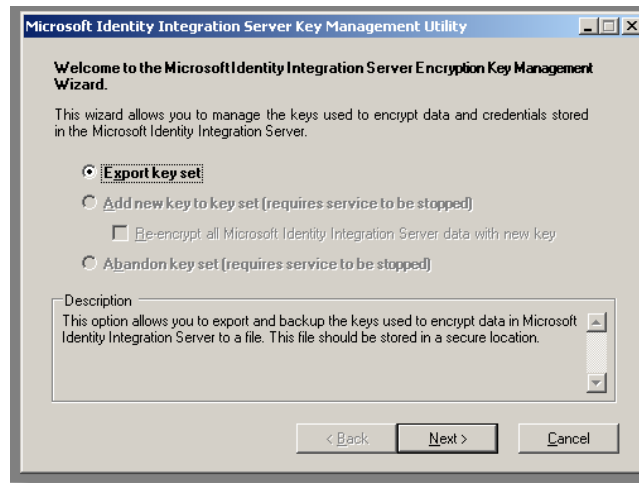 Microsoft Identity Integration Server Key Management Utility
Welcome to the Microsoft Identity Integration Server Encryption Key Management
Wizard.
This wizard allows you to manage the keys used to encrypt data and credentials stored
in the Microsoft Identity Integration Server.
Export key set
Add new key to key set (requires service to be stopped)
Re-encrypt all Microsoft Identity Integration Server data with new key
Abandon key set (requires service to be stopped)
Description
This option allows you to export and backup the keys used to encrypt data in Microsoft
Identity Integration Server to a file. This file should be stored in a secure location.
< Back
Next >
Cancel